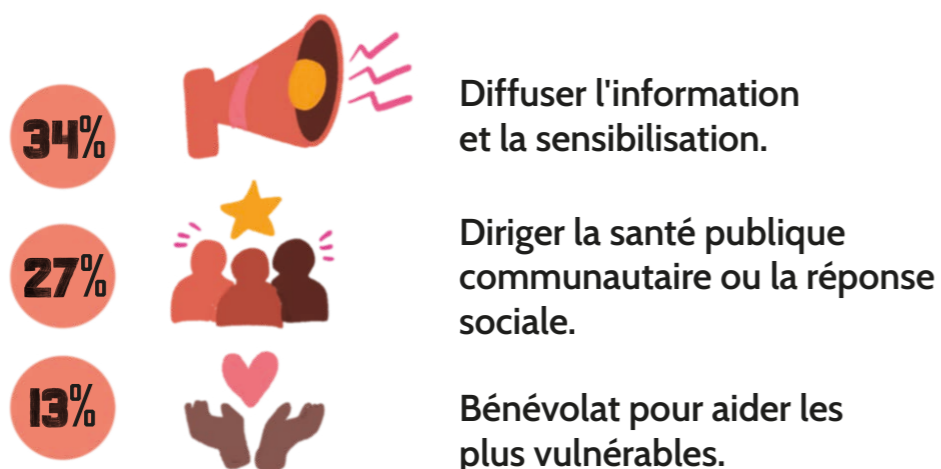 34%
Diffuser l'information
et la sensibilisation.
27%
Diriger la santé publique
communautaire ou la réponse
sociale.
13%
Bénévolat pour aider les
plus vulnérables.